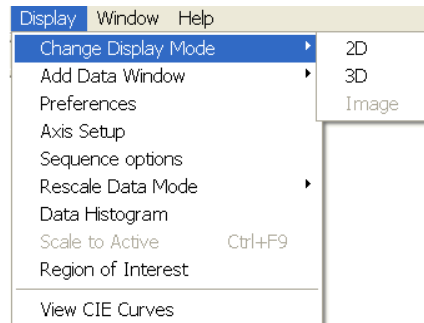 Display Window Help
Change Display Mode
2D
Add Data Window
3D
Preferences
Image
Axis Setup
Sequence options
Rescale Data Mode
Data Histogram
Scale to Active Ctrl+F9
Region of Interest
View CIE Curves